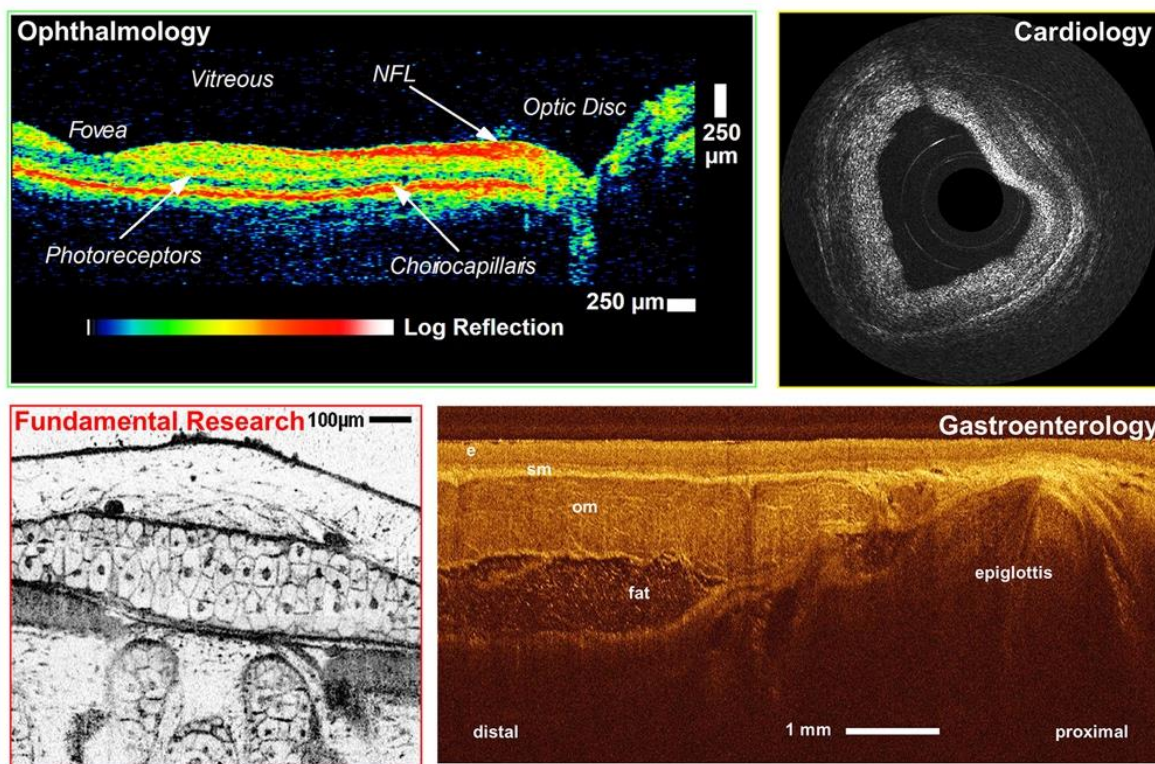 Ophthalmology
Vitreous
NFL
Optic Disc
Fovea
250
µm
Photoreceptors
Choriocapillaris
250 µm
Log Reflection
Cardiology
Fundamental Research
100µm
Gastroenterology
e
sm
om
fat
epiglottis
distal
1 mm
proximal